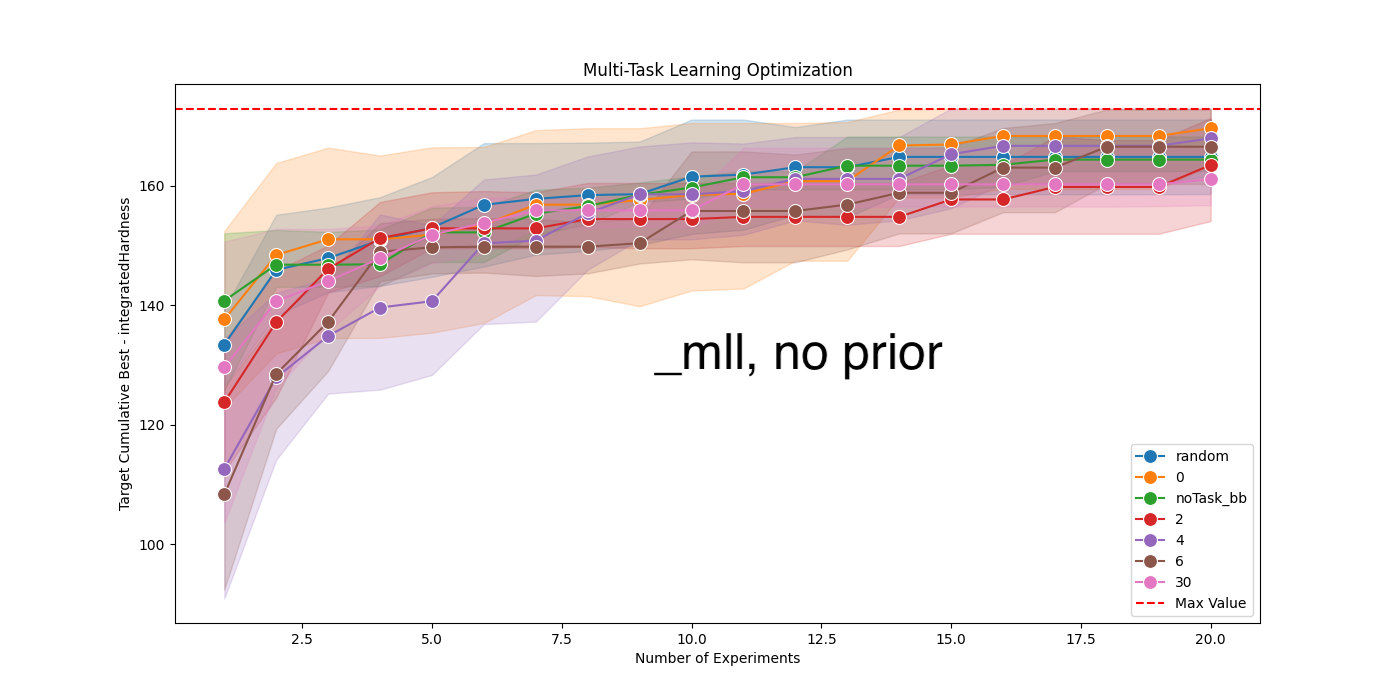 Multi-Task Learning Optimization
Target Cumulative Best - integratedHardness
160
140
120
100
_mll, no prior
random
0
noTask_bb
2
4
6
30
Max Value
2.5 5.0 7.5 10.0 12.5 15.0 17.5 20.0
Number of Experiments